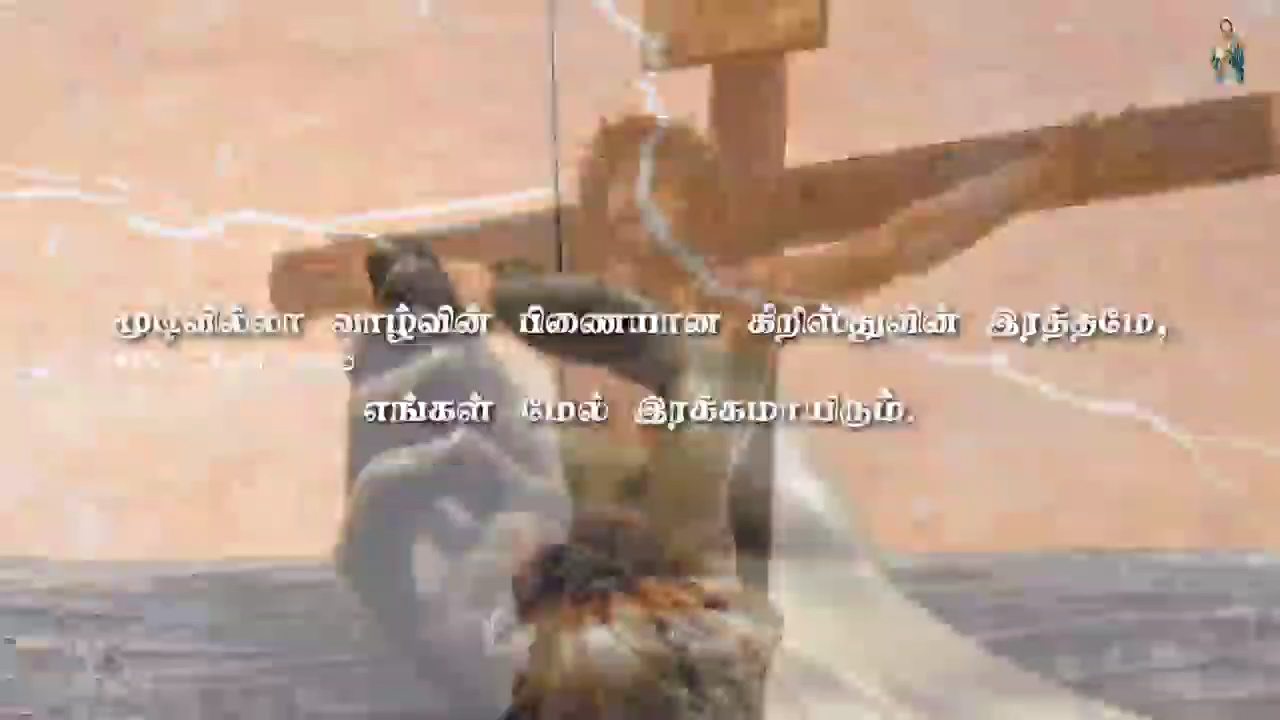 முடிவில்லா வாழ்வின் பிணையான கிறிஸ்துவின் இரத்தமே,
எங்கள் மேல் இரக்கமாயிரும்.